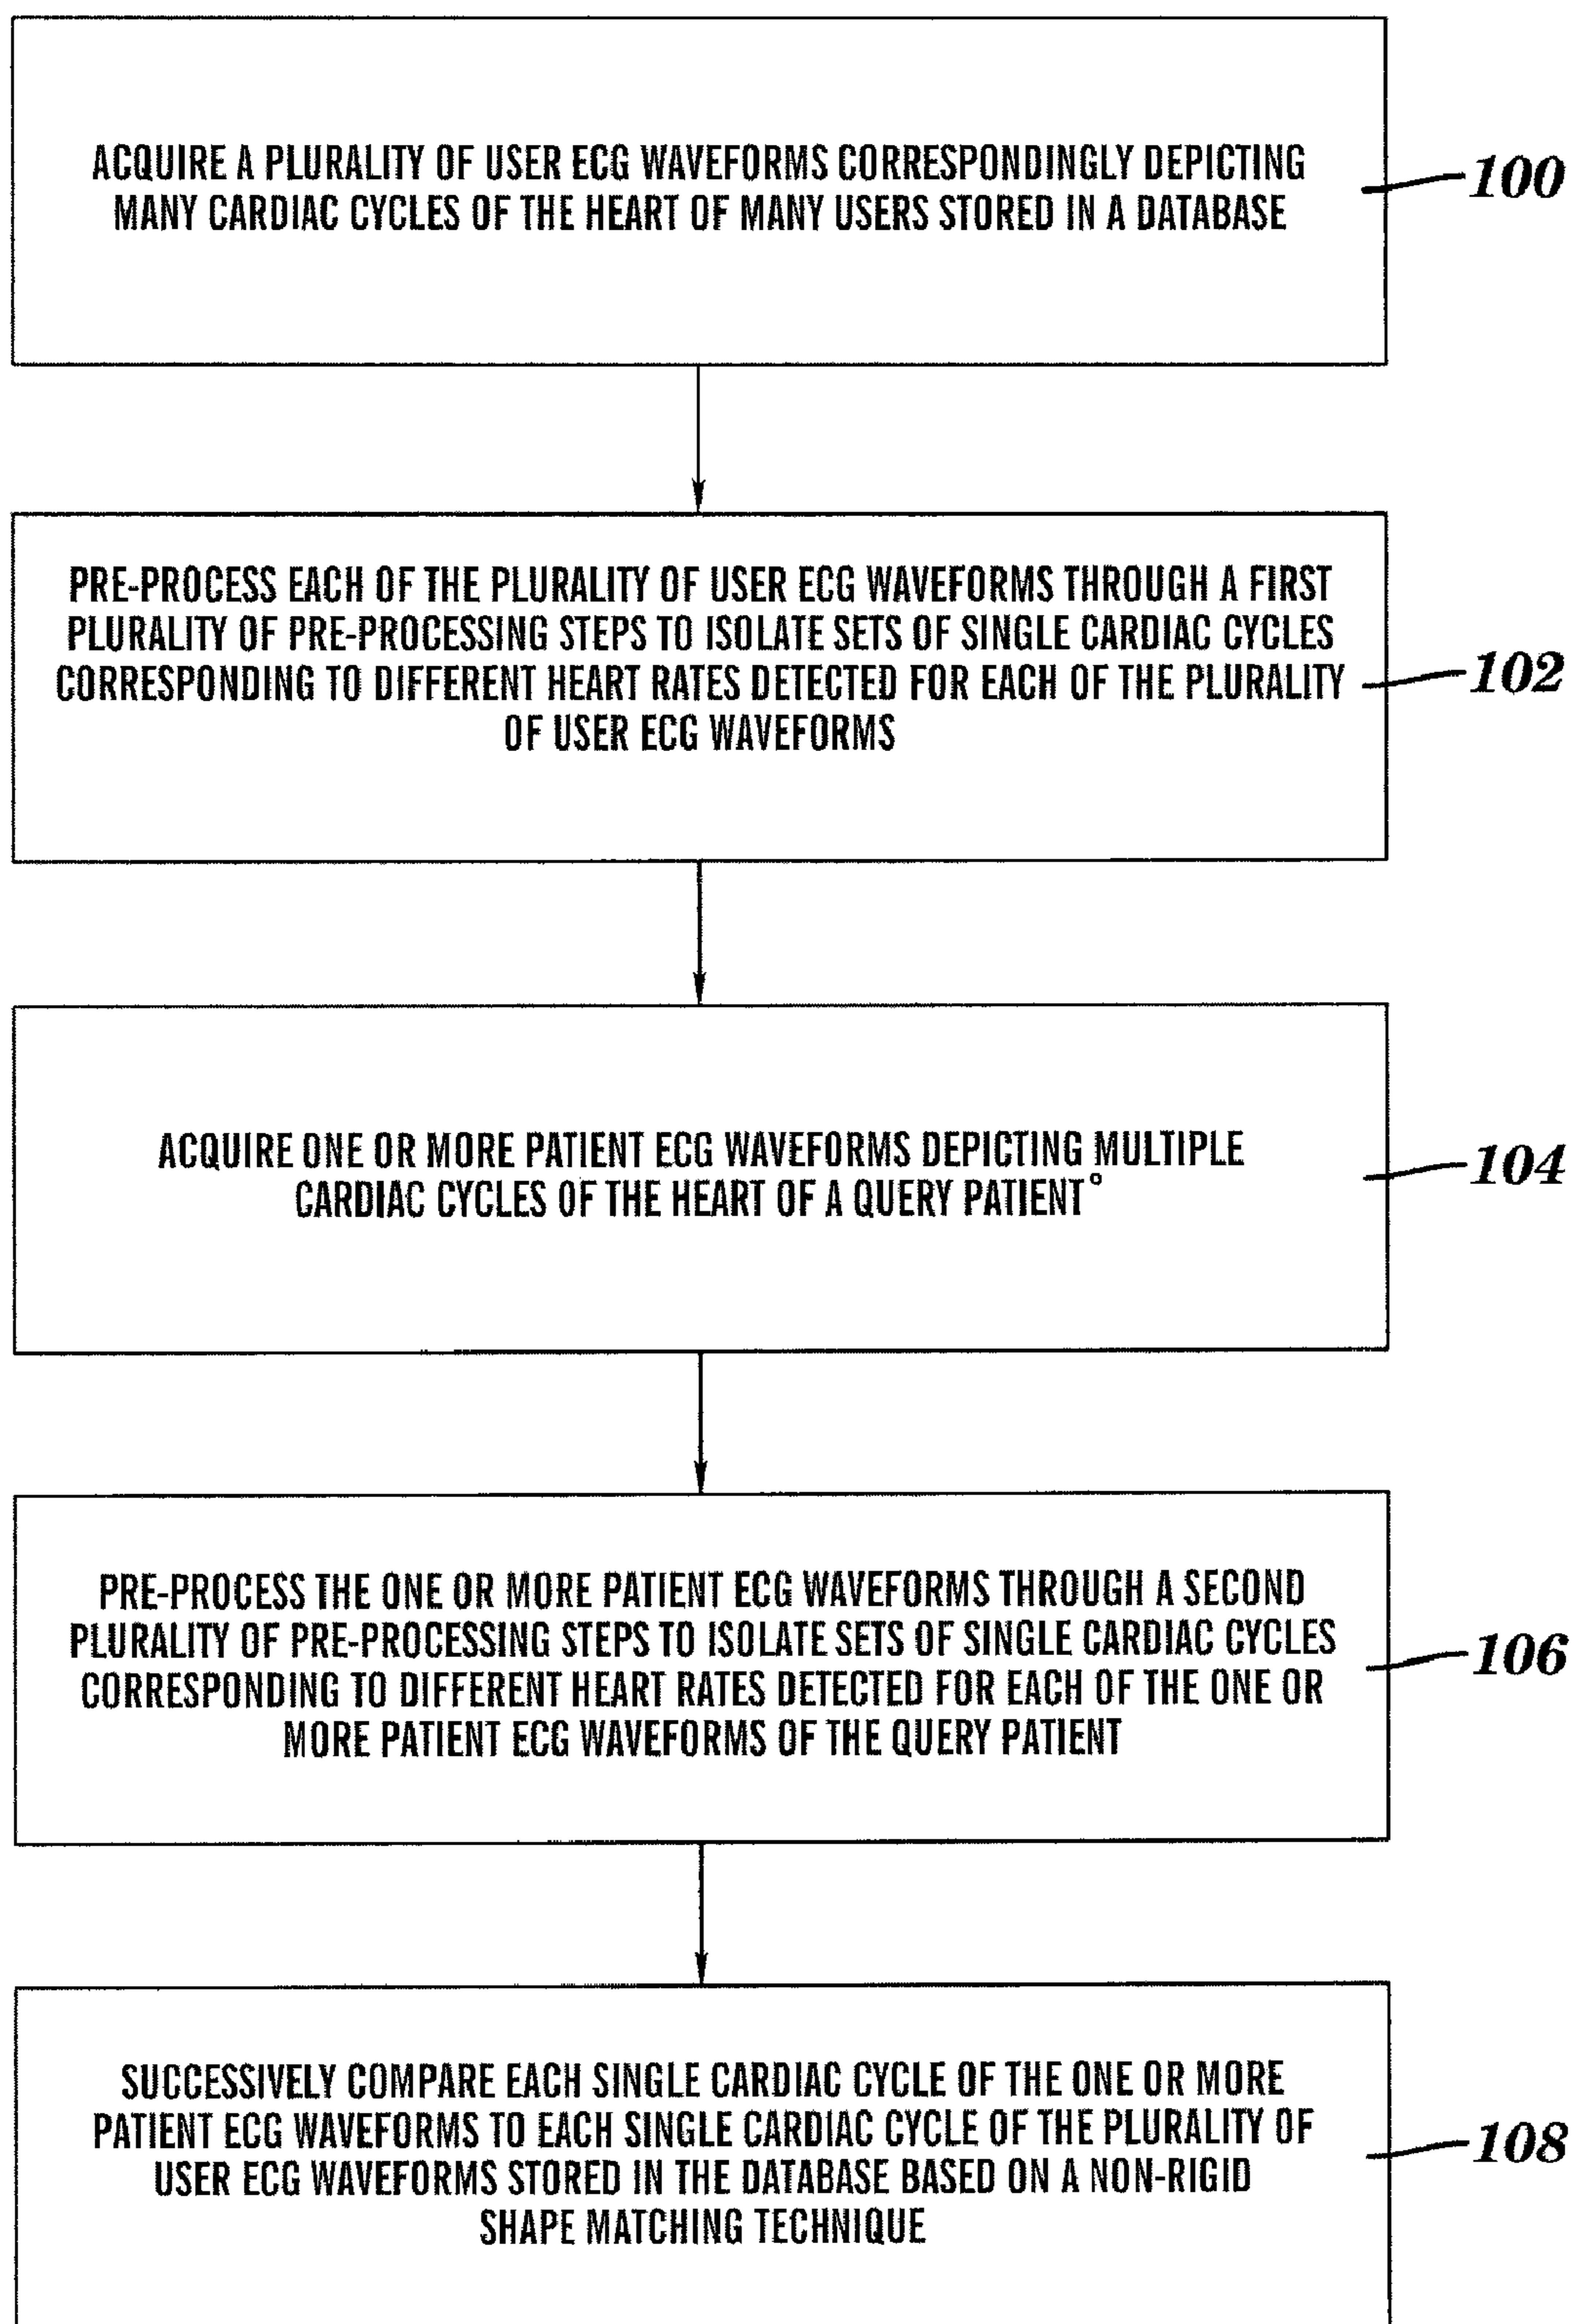 ACQUIRE A PLURALITY OF USER ECG WAVEFORMS CORRESPONDINGLY DEPICTING
MANY CARDIAC CYCLES OF THE HEART OF MANY USERS STORED IN A DATABASE
100
PRE-PROCESS EACH OF THE PLURALITY OF USER ECG WAVEFORMS THROUGH A FIRST
PLURALITY OF PRE-PROCESSING STEPS TO ISOLATE SETS OF SINGLE CARDIAC CYCLES
CORRESPONDING TO DIFFERENT HEART RATES DETECTED FOR EACH OF THE PLURALITY
OF USER ECG WAVEFORMS
102
ACQUIRE ONE OR MORE PATIENT ECG WAVEFORMS DEPICTING MULTIPLE
CARDIAC CYCLES OF THE HEART OF A QUERY PATIENT°
104
PRE-PROCESS THE ONE OR MORE PATIENT ECG WAVEFORMS THROUGH A SECOND
PLURALITY OF PRE-PROCESSING STEPS TO ISOLATE SETS OF SINGLE CARDIAC CYCLES
CORRESPONDING TO DIFFERENT HEART RATES DETECTED FOR EACH OF THE ONE OR
MORE PATIENT ECG WAVEFORMS OF THE QUERY PATIENT
106
SUCCESSIVELY COMPARE EACH SINGLE CARDIAC CYCLE OF THE ONE OR MORE
PATIENT ECG WAVEFORMS TO EACH SINGLE CARDIAC CYCLE OF THE PLURALITY OF
USER ECG WAVEFORMS STORED IN THE DATABASE BASED ON A NON-RIGID
SHAPE MATCHING TECHNIQUE
108